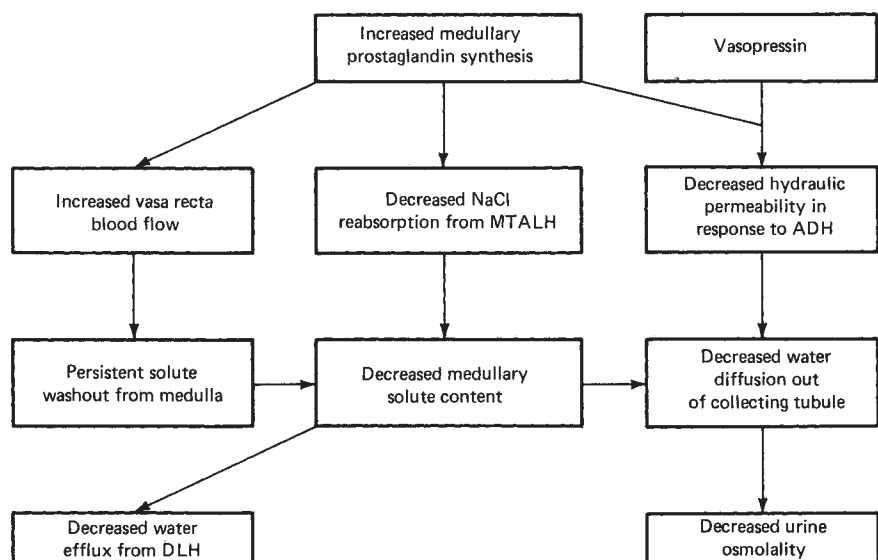 Increased medullary
prostaglandin synthesis
Vasopressin
Increased vasa recta
blood flow
Decreased NaCl
reabsorption from MTALH
Decreased hydraulic
permeability in
response to ADH
Persistent solute
washout from medulla
Decreased medullary
solute content
Decreased water
diffusion out
of collecting tubule
Decreased water
efflux from DLH
Decreased urine
osmolality